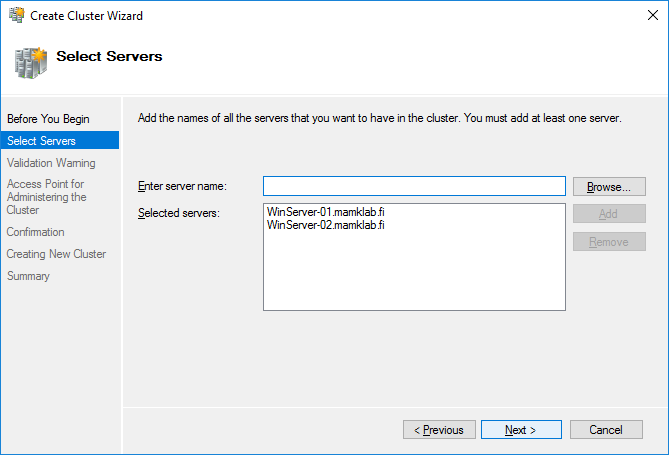 Create Cluster Wizard
Select Servers
Before You Begin
Select Servers
Validation Warning
Access Point for
Administering the
Cluster
Confirmation
Creating New Cluster
Summary
Add the names of all the servers that you want to have in the cluster. You must add at least one server.
Enter server name:
Browse...
Selected servers:
WinServer-01.mamklab.fi
WinServer-02.mamklab.fi
Add
Remove
< Previous
Next >
Cancel